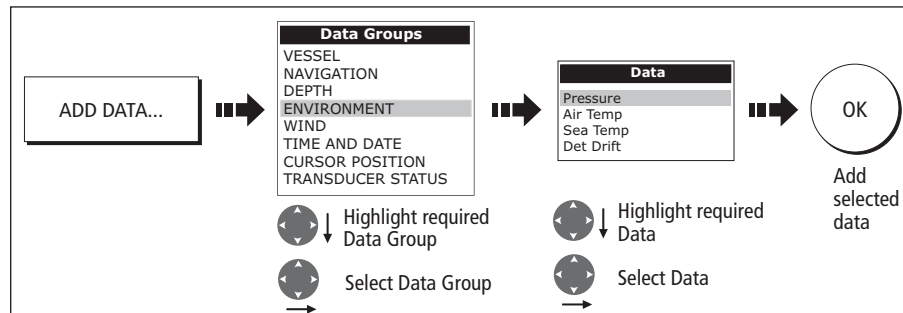 ADD DATA...
Data Groups
VESSEL
NAVIGATION
DEPTH
ENVIRONMENT
WIND
TIME AND DATE
CURSOR POSITION
TRANSDUCER STATUS
Highlight required
Data Group
Select Data Group
Data
Pressure
Air Temp
Sea Temp
Det Drift
Highlight required
Data
Select Data
OK
Add
selected
data